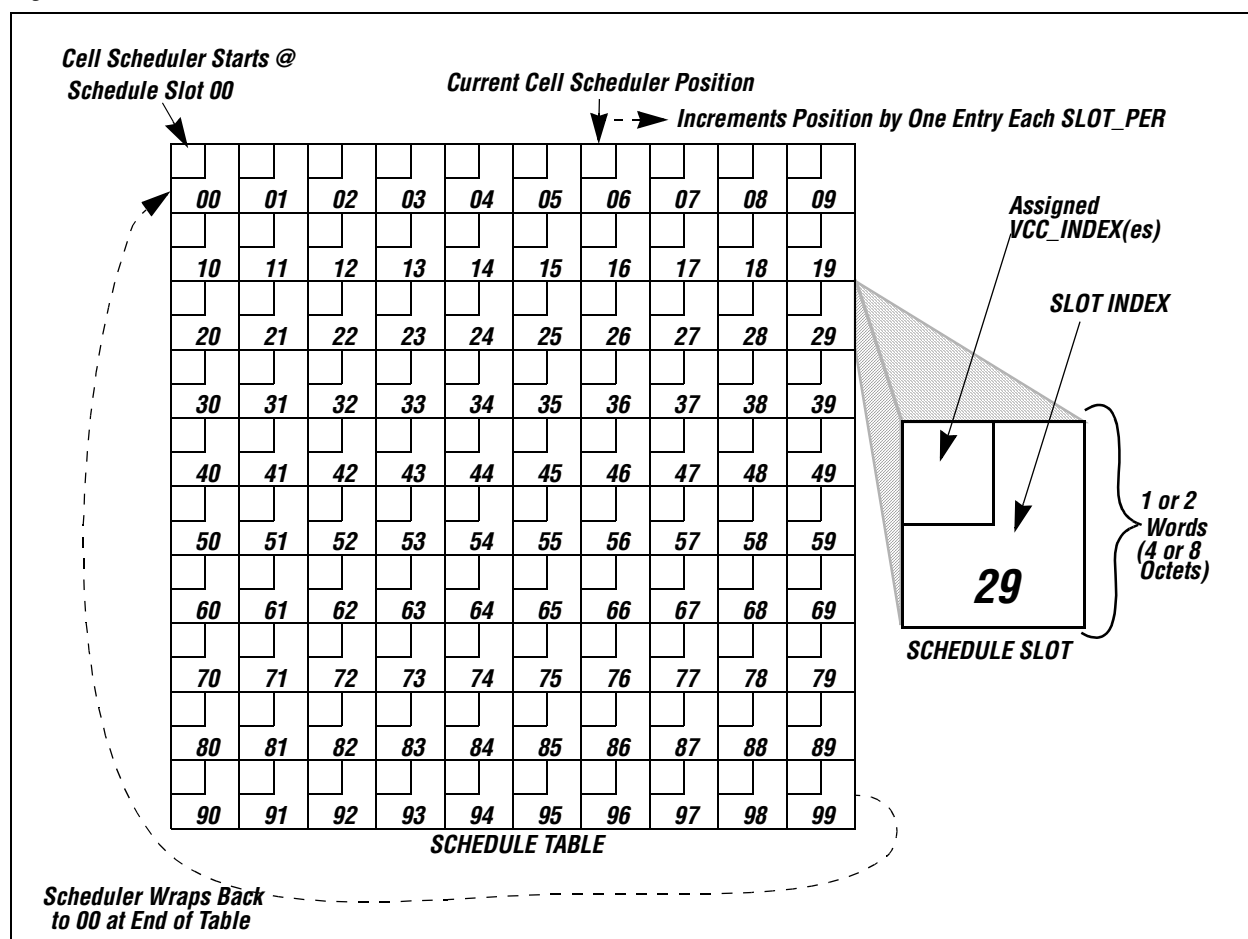 Cell Scheduler Starts @
Schedule Slot 00
Current Cell Scheduler Position
Increments Position by One Entry Each SLOT_PER
00 01 02 03 04 05 06 07 08 09
10 11 12 13 14 15 16 17 18 19
20 21 22 23 24 25 26 27 28 29
30 31 32 33 34 35 36 37 38 39
40 41 42 43 44 45 46 47 48 49
50 51 52 53 54 55 56 57 58 59
60 61 62 63 64 65 66 67 68 69
70 71 72 73 74 75 76 77 78 79
80 81 82 83 84 85 86 87 88 89
90 91 92 93 94 95 96 97 98 99
SCHEDULE TABLE
Assigned
VCC_INDEX(es)
SLOT INDEX
29
SCHEDULE SLOT
1 or 2
Words
(4 or 8
Octets)
Scheduler Wraps Back
to 00 at End of Table